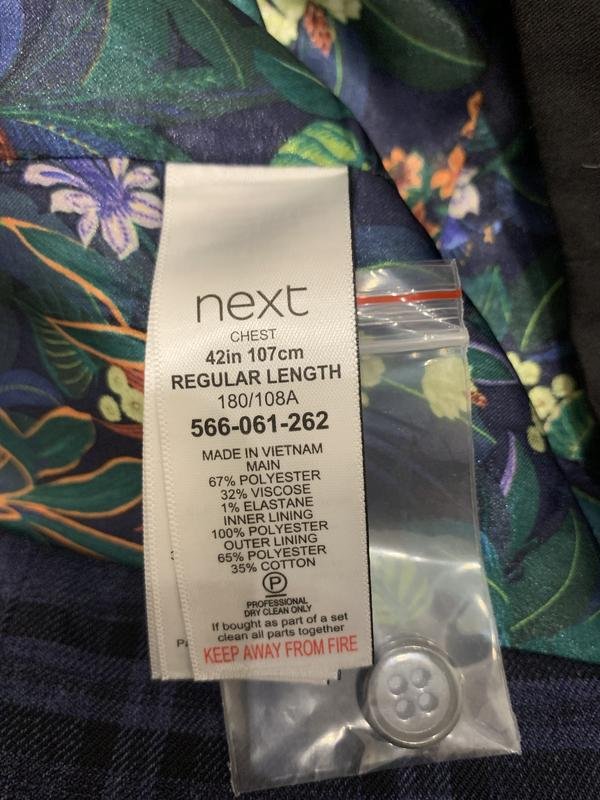 next
CHEST
42in 107cm
REGULAR LENGTH
180/108A
566-061-262
MADE IN VIETNAM
MAIN
67% POLYESTER
32% VISCOSE
1% ELASTANE
INNER LINING
100% POLYESTER
OUTER LINING
65% POLYESTER
35% COTTON
P
PROFESSIONAL
DRY CLEAN ONLY
If bought as part of a set
clean all parts together
KEEP AWAY FROM FIRE